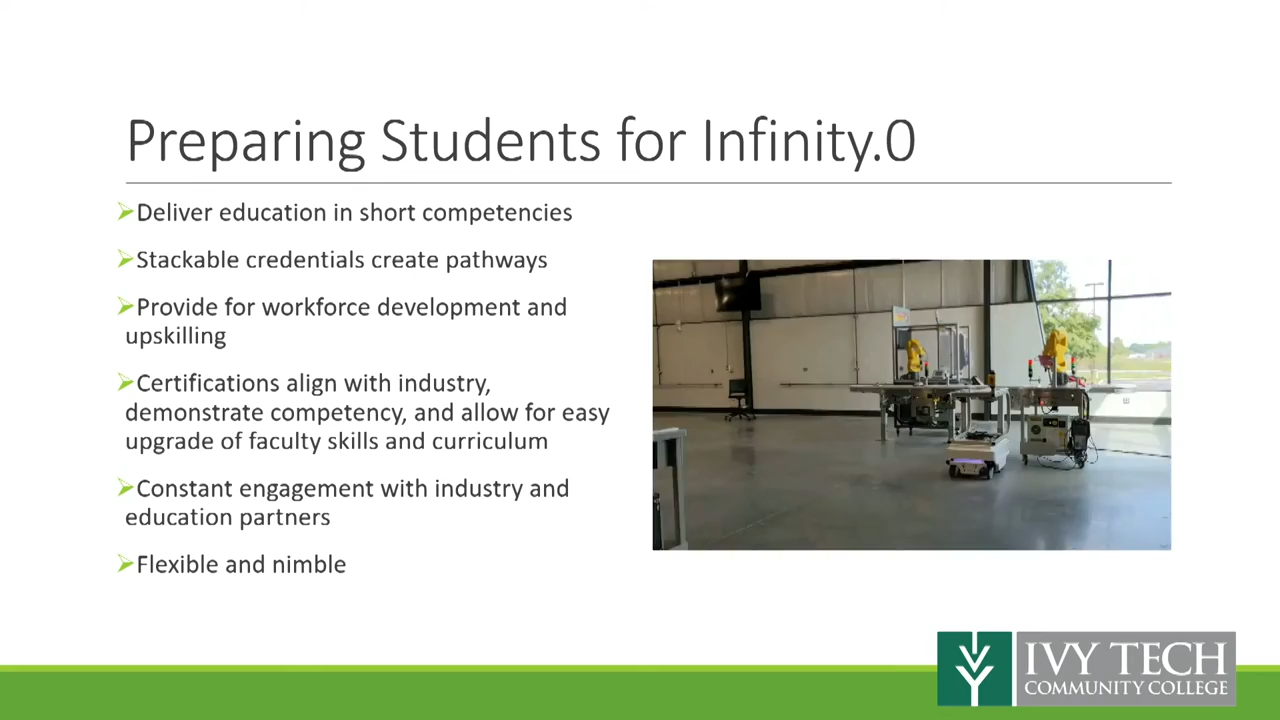 Preparing Students for Infinity.0
Deliver education in short competencies
Stackable credentials create pathways
Provide for workforce development and
upskilling
Certifications align with industry,
demonstrate competency, and allow for easy
upgrade of faculty skills and curriculum
Constant engagement with industry and
education partners
Flexible and nimble
IVY TECH
COMMUNITY COLLEGE